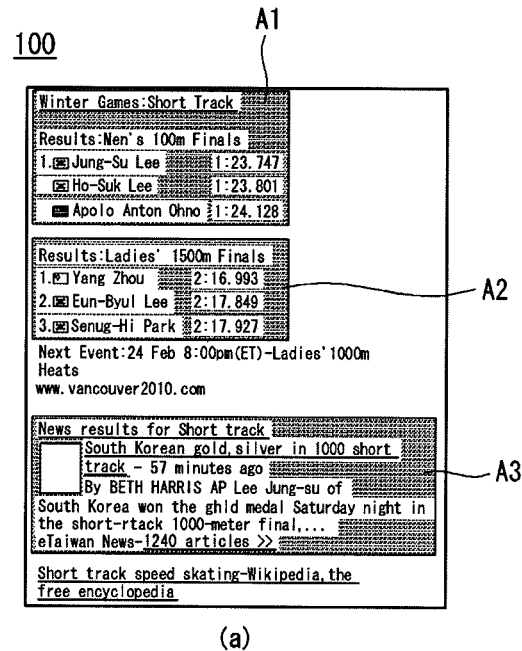 A1
100
Winter Games:Short Track
Results:Nen's 100m Finals
1. Jung-Su Lee 1:23.747
Ho-Suk Lee 1:23.801
Apolo Anton Ohno 1:24.128
Results:Ladies' 1500m Finals
1. Yang Zhou 2:16.993
2. Eun-Byul Lee 2:17.849
3. Senug-Hi Park 2:17.927
A2
Next Event:24 Feb 8:00pm(ET)-Ladies'1000m
Heats
www.vancouver2010.com
News results for Short track
South Korean gold,silver in 1000 short
track - 57 minutes ago
A3
By BETH HARRIS AP Lee Jung-su of
South Korea won the ghld medal Saturday night in
the short-rtack 1000-meter final,...
eTaiwan News-1240 articles >>
Short track speed skating-Wikipedia,the
free encyclopedia
(a)